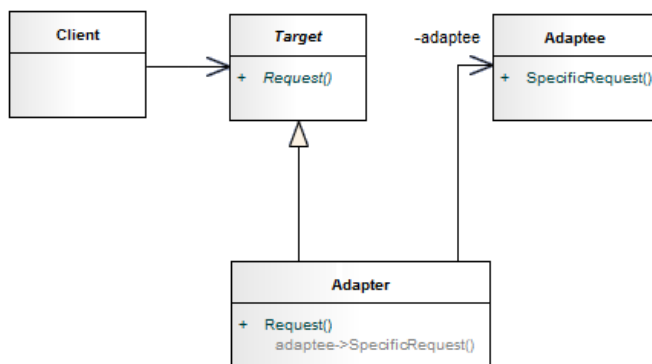 Client
Target
+ Request()
-adaptee
Adaptee
+ SpecificRequest()
Adapter
+ Request()
adaptee->SpecificRequest()